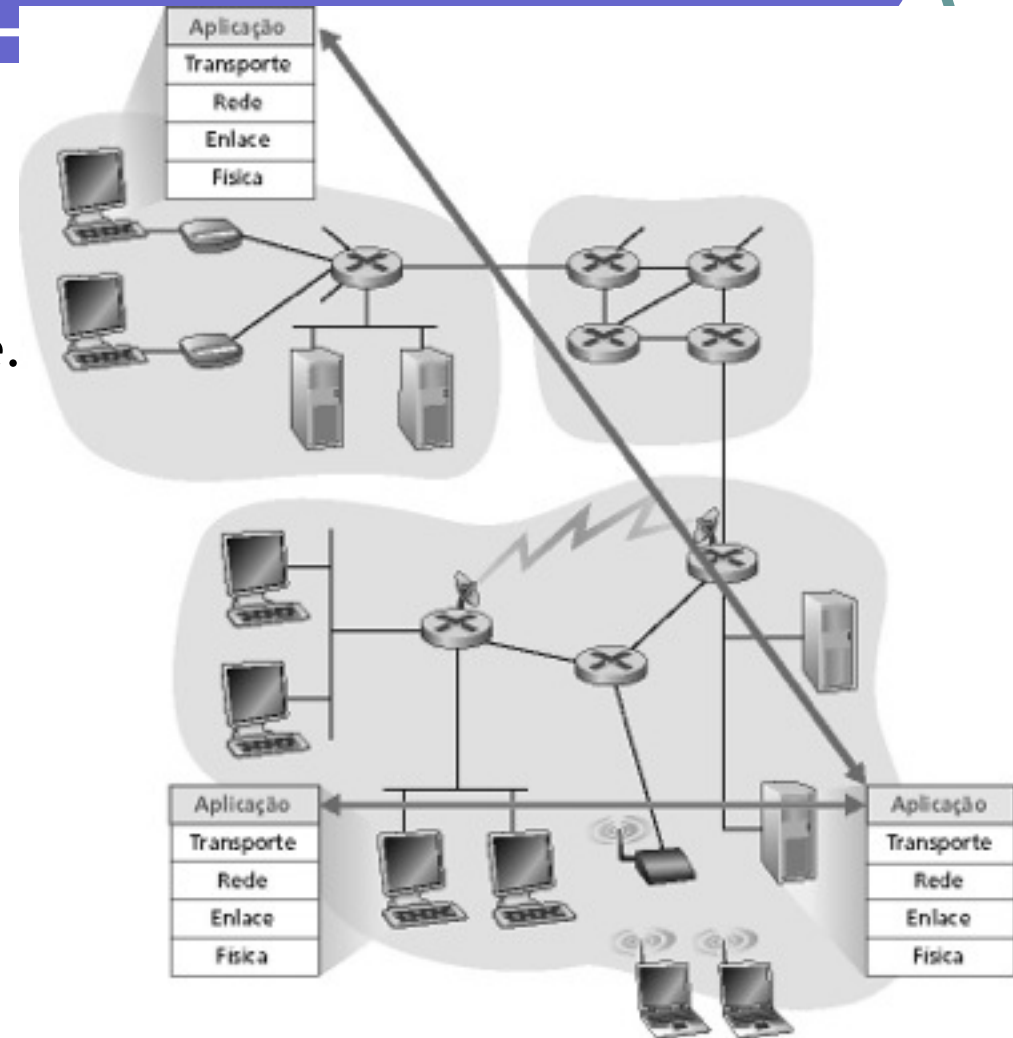 Aplicação
Transporte
Rede
Enlace
Física
e.
Aplicação
Transporte
Rede
Enlace
Física
Aplicação
Transporte
Rede
Enlace
Física